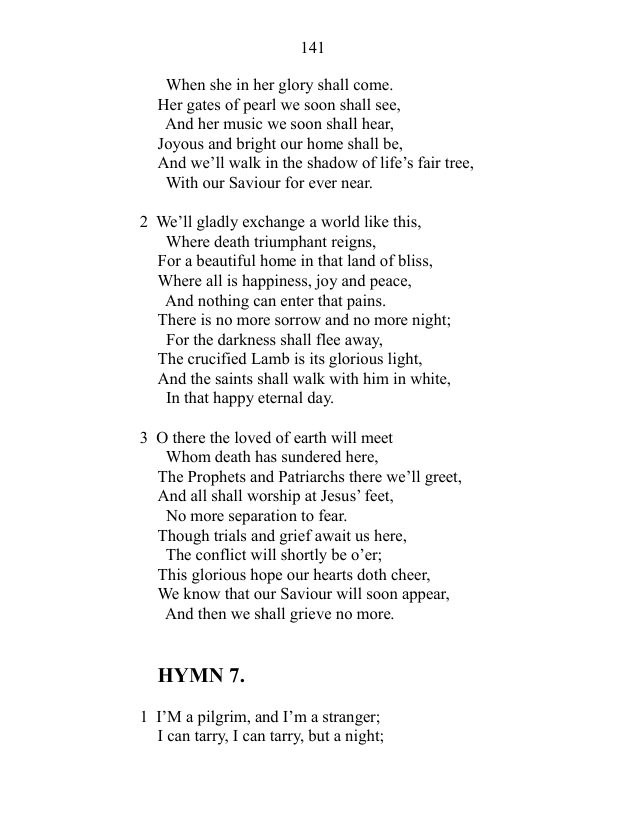 141
When she in her glory shall come.
Her gates of pearl we soon shall see,
And her music we soon shall hear,
Joyous and bright our home shall be,
And we’ll walk in the shadow of life’s fair tree,
With our Saviour for ever near.
2 We’ll gladly exchange a world like this,
Where death triumphant reigns,
For a beautiful home in that land of bliss,
Where all is happiness, joy and peace,
And nothing can enter that pains.
There is no more sorrow and no more night;
For the darkness shall flee away,
The crucified Lamb is its glorious light,
And the saints shall walk with him in white,
In that happy eternal day.
3 O there the loved of earth will meet
Whom death has sundered here,
The Prophets and Patriarchs there we’ll greet,
And all shall worship at Jesus’ feet,
No more separation to fear.
Though trials and grief await us here,
The conflict will shortly be o’er;
This glorious hope our hearts doth cheer,
We know that our Saviour will soon appear,
And then we shall grieve no more.
HYMN 7.
1 I’M a pilgrim, and I’m a stranger;
I can tarry, I can tarry, but a night;